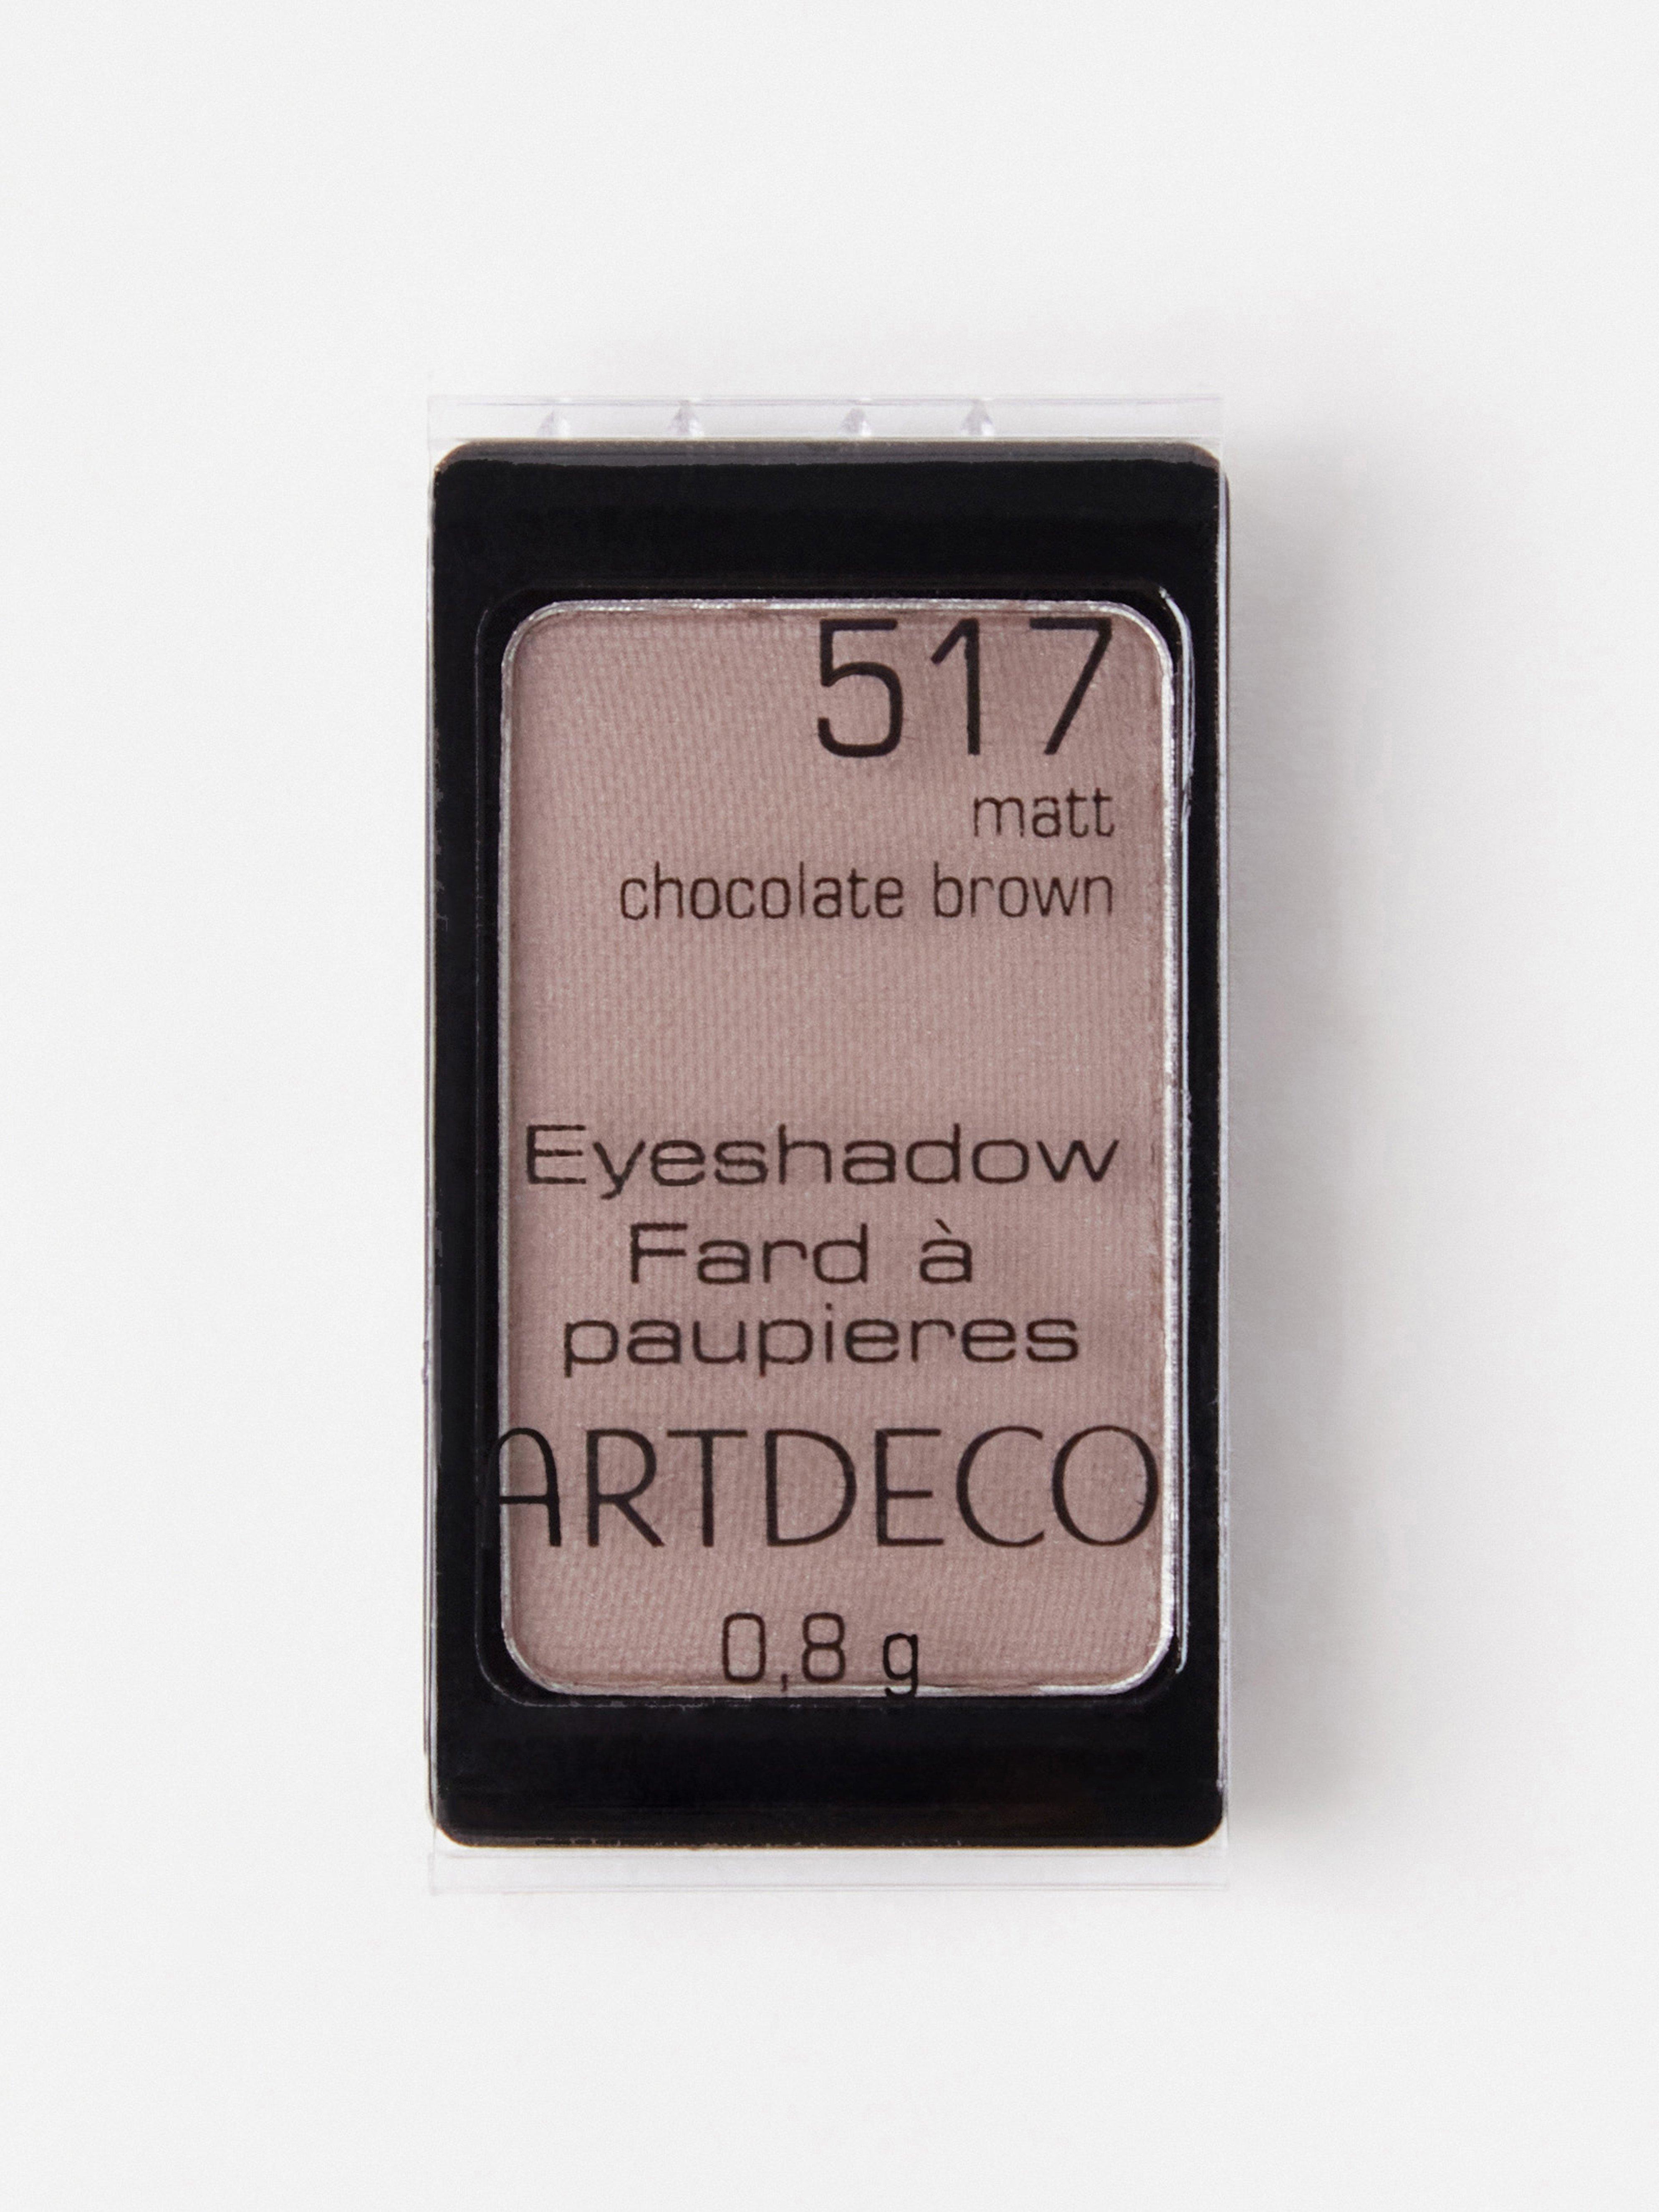 517
matt
chocolate brown
Eyeshadow
Fard à
paupieres
ARTDECO
0,8 g